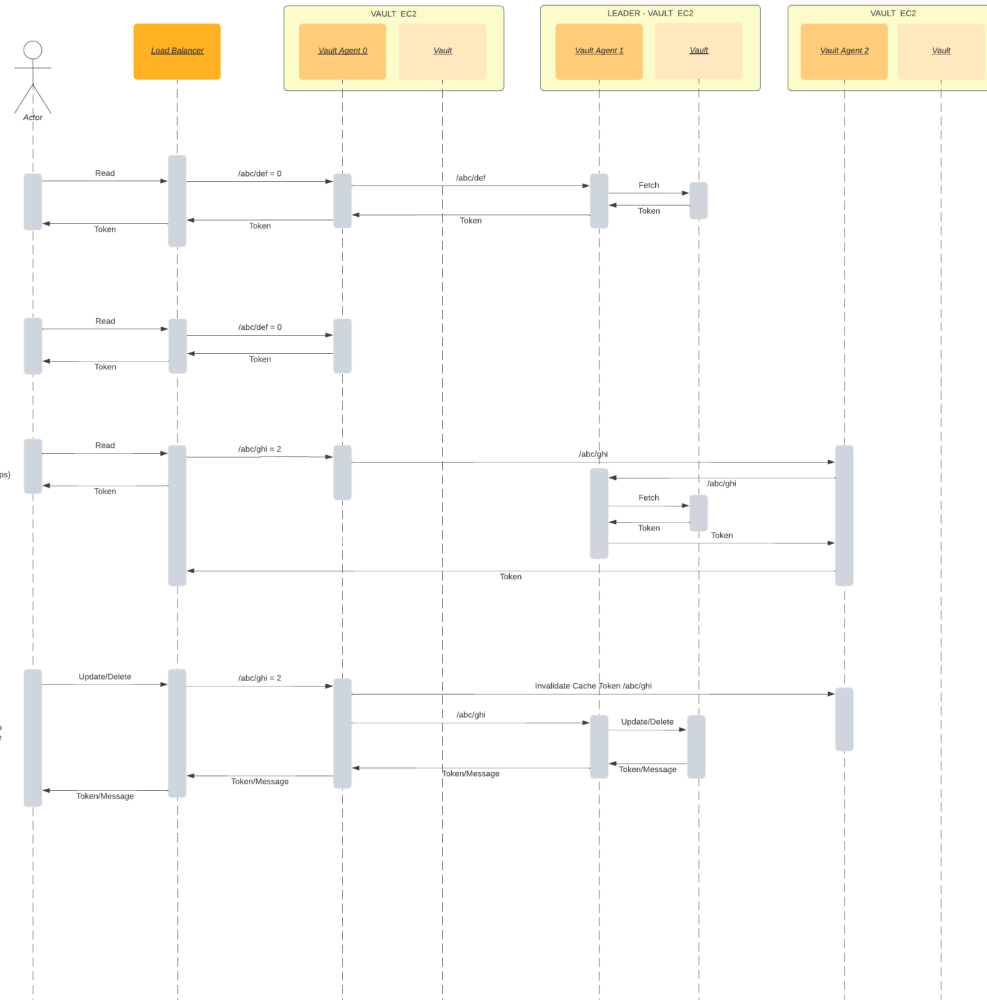 VAULT EC2
LEADER - VAULT EC2
VAULT EC2
Load Balancer
Vault Agent 0
Vault
Vault Agent 1
Vault
Vault Agent 2
Vault
Actor
Read
/abc/def = 0
/abc/def
Fetch
Token
Token
Token
Token
Read
/abc/def = 0
Token
Token
Read
/abc/ghi = 2
/abc/ghi
ps)
/abc/ghi
Token
Fetch
Token
Token
Token
Update/Delete
/abc/ghi = 2
Invalidate Cache Token /abc/ghi
/abc/ghi
Update/Delete
e
Token/Message
Token/Message
Token/Message
Token/Message